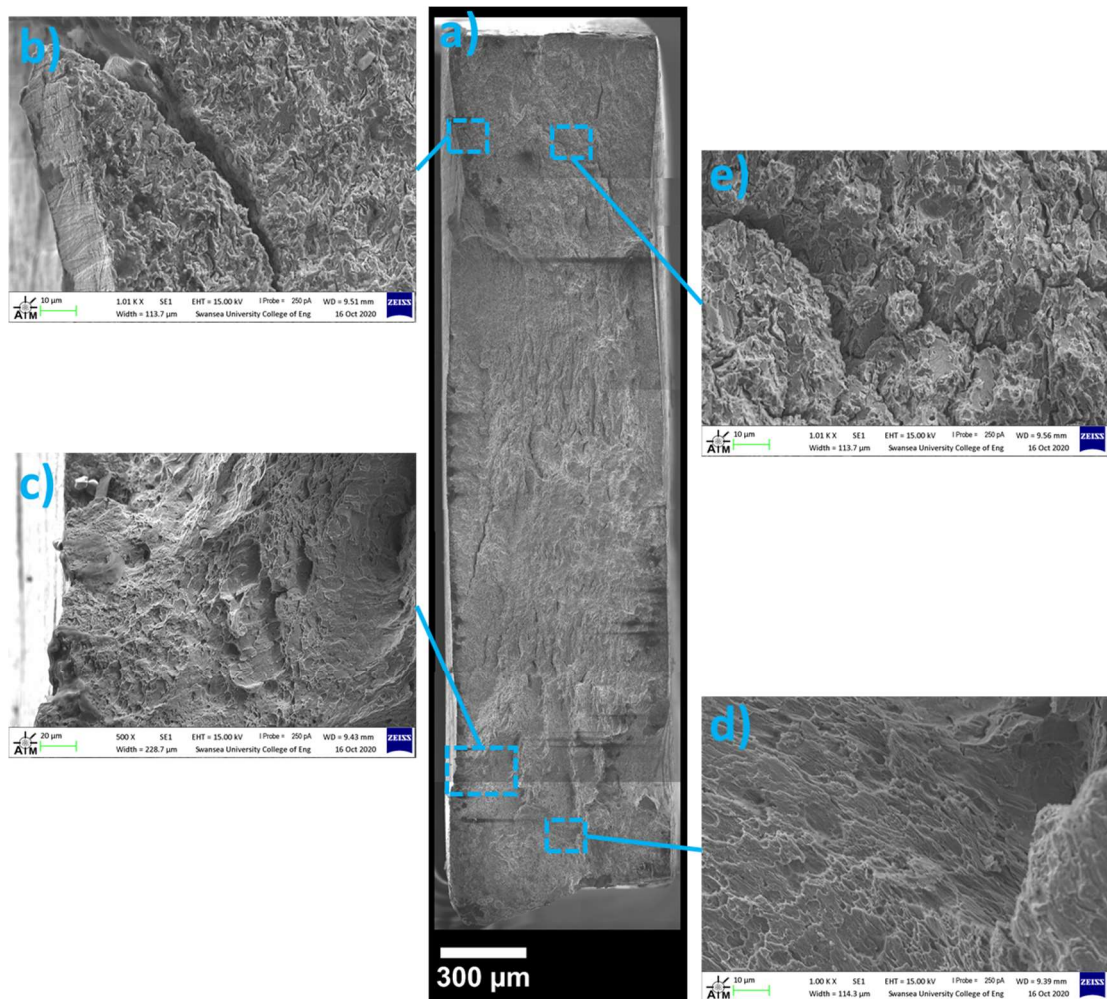 a)
300 µm
b)
ATM
10 µm
1.01 K X SE1 EHT = 15.00 kV I Probe = 250 pA WD = 9.51 mm
Width = 113.7 µm Swansea University College of Eng 16 Oct 2020
ZEISS
c)
ATM
20 µm
500 X SE1 EHT = 15.00 kV I Probe = 250 pA WD = 9.43 mm
Width = 228.7 µm Swansea University College of Eng 16 Oct 2020
ZEISS
e)
ATM
10 µm
1.01 K X SE1 EHT = 15.00 kV I Probe = 250 pA WD = 9.56 mm
Width = 113.7 µm Swansea University College of Eng 16 Oct 2020
ZEISS
d)
ATM
10 µm
1.00 K X SE1 EHT = 15.00 kV I Probe = 250 pA WD = 9.39 mm
Width = 114.3 µm Swansea University College of Eng 16 Oct 2020
ZEISS